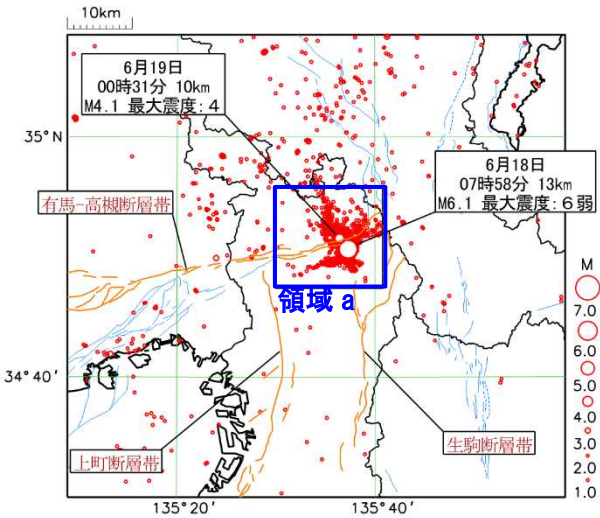 10km
6月19日
00時31分 10km
M4.1 最大震度:4
35°N
6月18日
07時58分 13km
M6.1 最大震度:6弱
有馬-高槻断層帯
領域 a
M
7.0
6.0
5.0
4.0
3.0
2.0
1.0
34°40′
上町断層帯
生駒断層帯
135°20′
135°40′